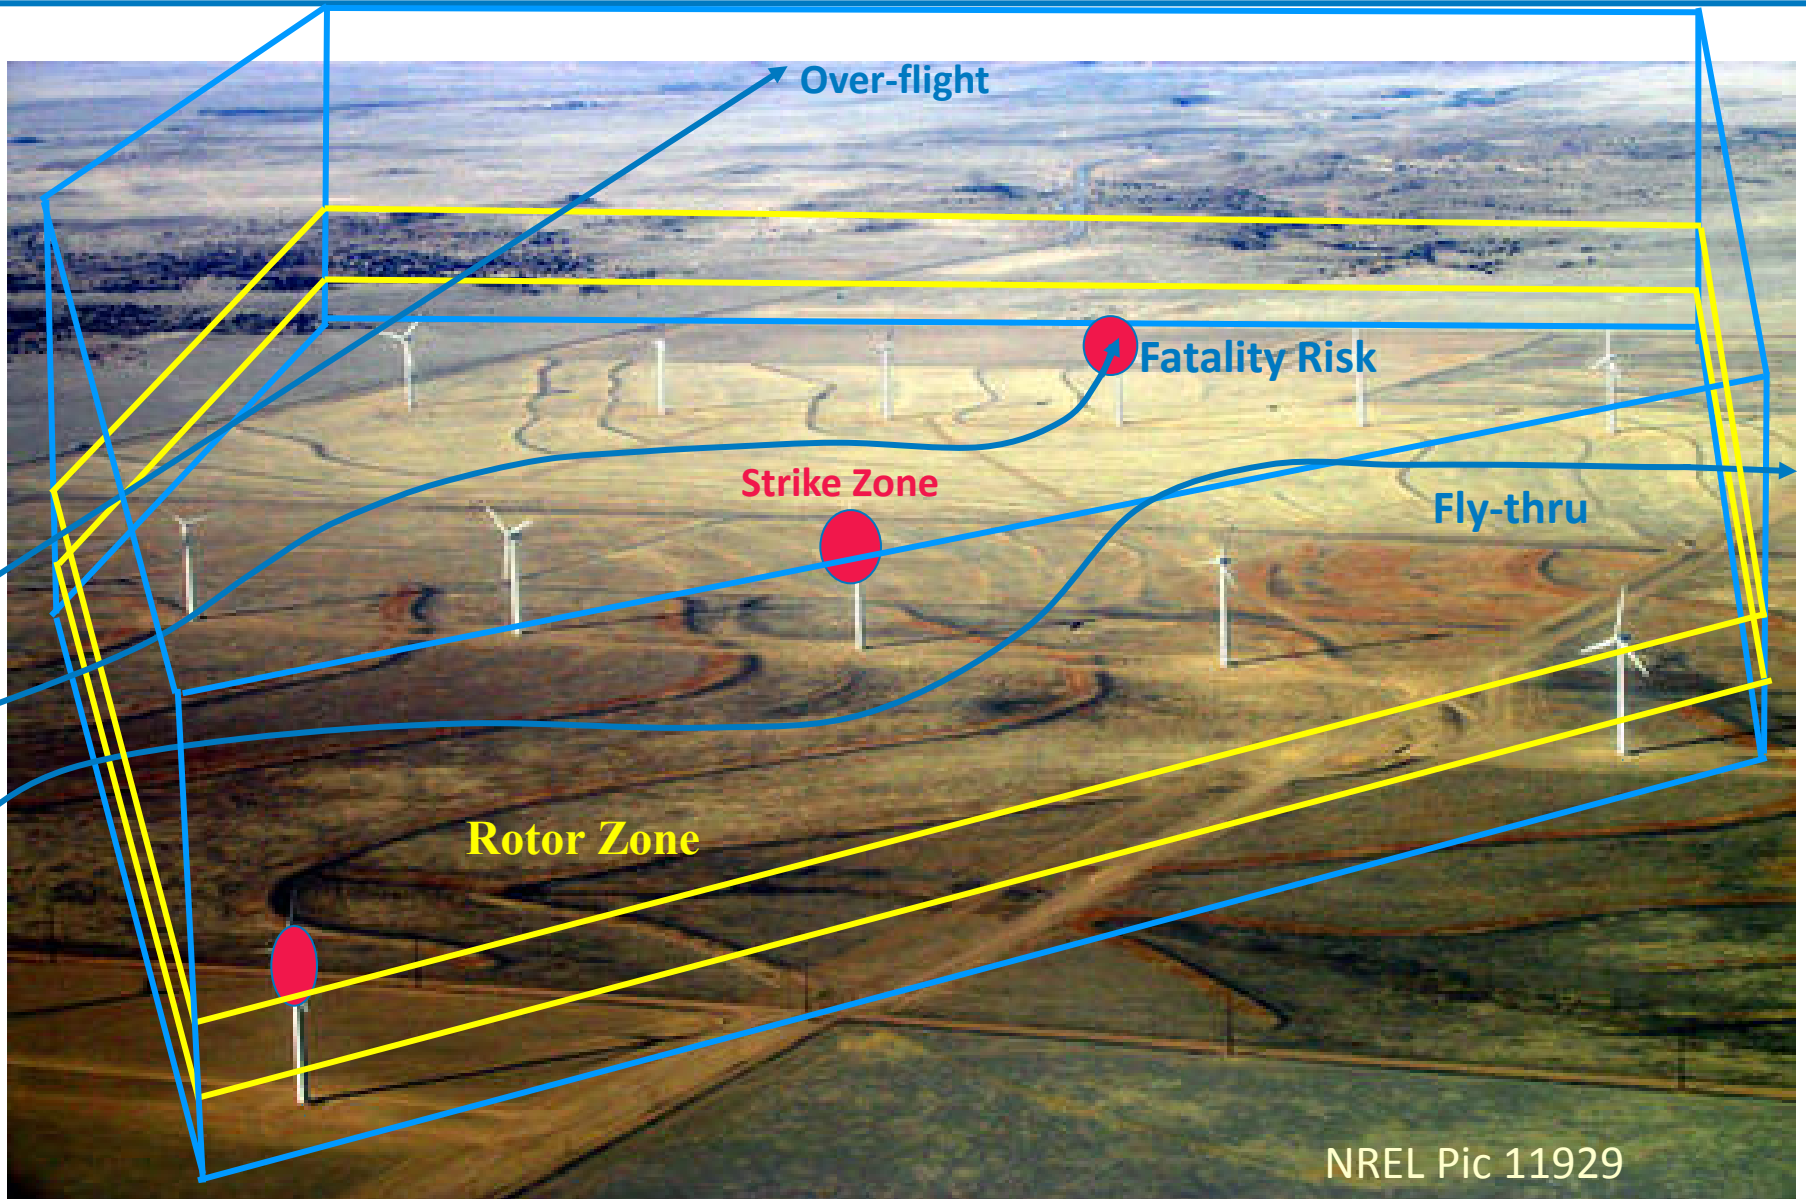 Over-flight
Fatality Risk
Strike Zone
Fly-thru
Rotor Zone
NREL Pic 11929